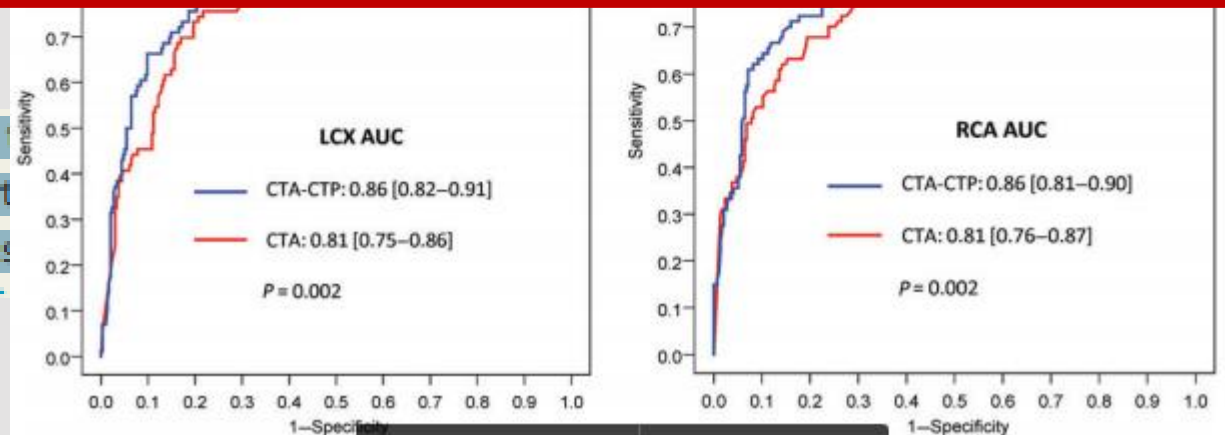 0.7
0.6
0.5
0.4
0.3
0.2
0.1
0.0
Sensitivity
LCX AUC
CTA-CTP: 0.86 [0.82–0.91]
CTA: 0.81 [0.75–0.86]
P = 0.002
0.0 0.1 0.2 0.3 0.4 0.5 0.6 0.7 0.8 0.9 1.0
1—Specificity
0.7
0.6
0.5
0.4
0.3
0.2
0.1
0.0
Sensitivity
RCA AUC
CTA-CTP: 0.86 [0.81–0.90]
CTA: 0.81 [0.76–0.87]
P = 0.002
0.0 0.1 0.2 0.3 0.4 0.5 0.6 0.7 0.8 0.9 1.0
1—Specificity